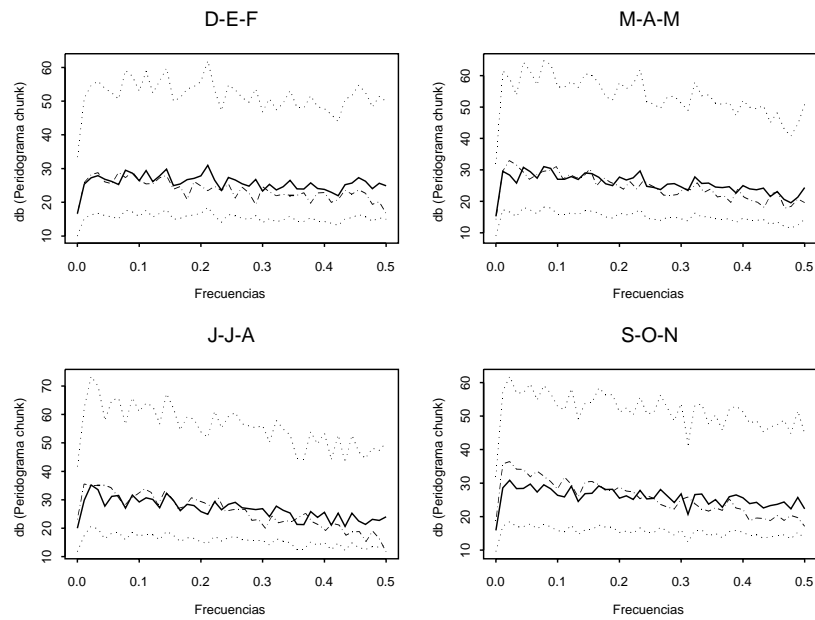 D-E-F
db (Peridograma chunk)
10 20 30 40 50 60
0.0 0.1 0.2 0.3 0.4 0.5
Frecuencias
M-A-M
db (Peridograma chunk)
10 20 30 40 50 60
0.0 0.1 0.2 0.3 0.4 0.5
Frecuencias
J-J-A
db (Peridograma chunk)
10 20 30 40 50 60 70
0.0 0.1 0.2 0.3 0.4 0.5
Frecuencias
S-O-N
db (Peridograma chunk)
10 20 30 40 50 60
0.0 0.1 0.2 0.3 0.4 0.5
Frecuencias